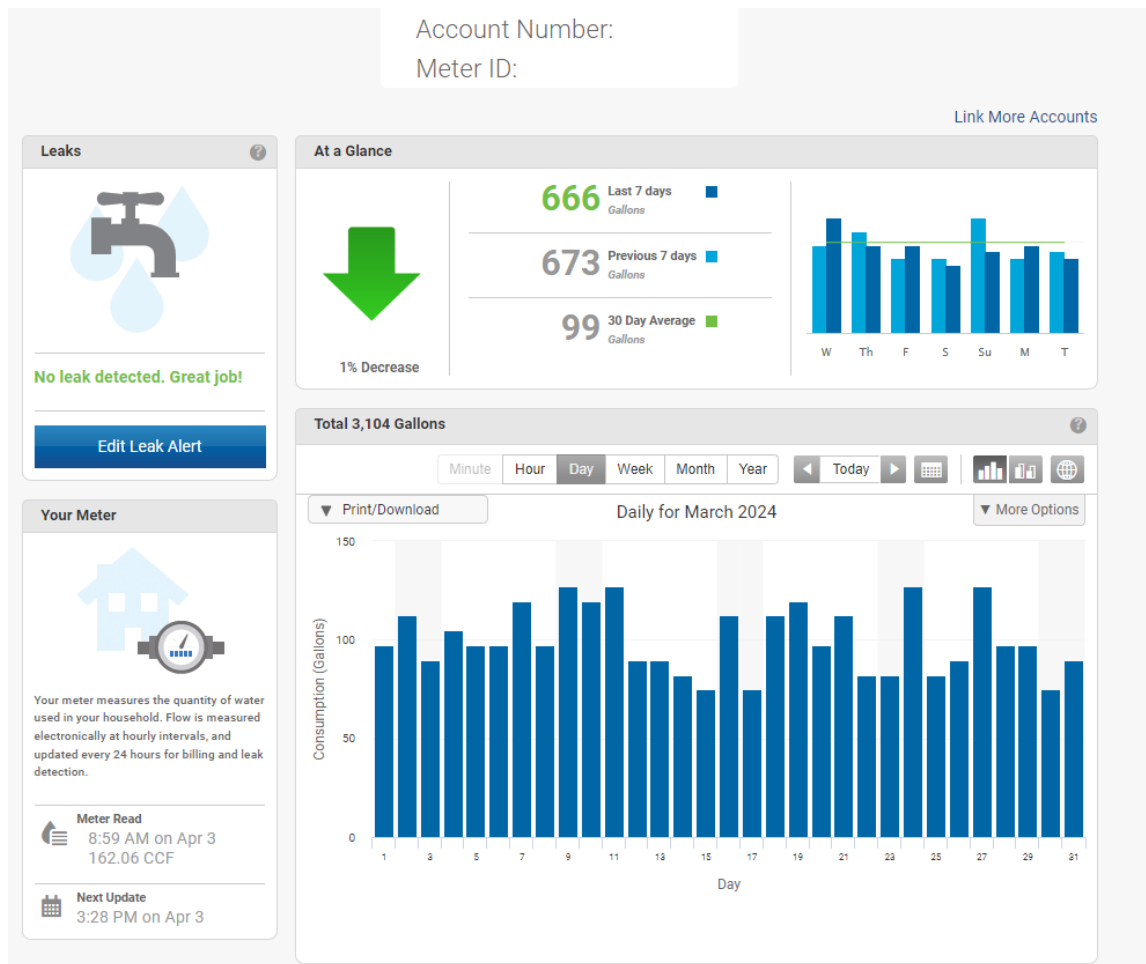 Account Number:
Meter ID:
Link More Accounts
Leaks
?
No leak detected. Great job!
Edit Leak Alert
Your Meter
Your meter measures the quantity of water
used in your household. Flow is measured
electronically at hourly intervals, and
updated every 24 hours for billing and leak
detection.
Meter Read
8:59 AM on Apr 3
162.06 CCF
Next Update
3:28 PM on Apr 3
At a Glance
1% Decrease
666 Last 7 days
Gallons
673 Previous 7 days
Gallons
99 30 Day Average
Gallons
W Th F S Su M T
Total 3,104 Gallons
?
Minute Hour Day Week Month Year Today
Print/Download
Daily for March 2024
More Options
Consumption (Gallons)
150
100
50
0
1 3 5 7 9 11 13 15 17 19 21 23 25 27 29 31
Day